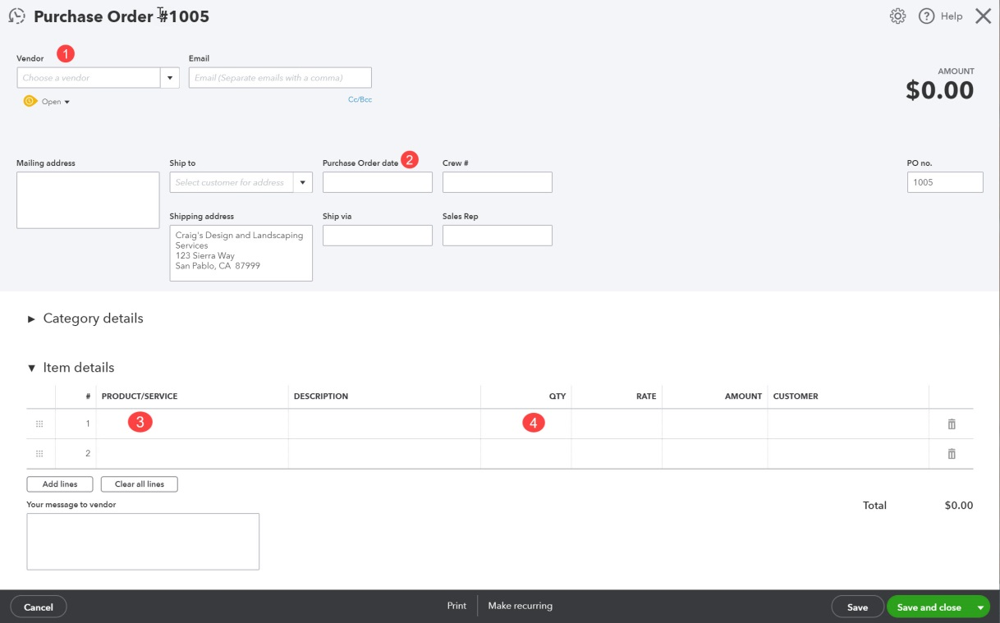 Purchase Order #1005
Help
Vendor 1
Email
AMOUNT
Choose a vendor
Email (Separate emails with a comma)
$0.00
Open
Cc/Bcc
Mailing address
Ship to
Purchase Order date 2
Crew #
PO no.
Select customer for address
1005
Shipping address
Ship via
Sales Rep
Craig's Design and Landscaping
Services
123 Sierra Way
San Pablo, CA 87999
Category details
Item details
# PRODUCT/SERVICE DESCRIPTION QTY RATE AMOUNT CUSTOMER
1 3 4
2
Add lines Clear all lines
Your message to vendor
Total $0.00
Cancel Print Make recurring Save Save and close